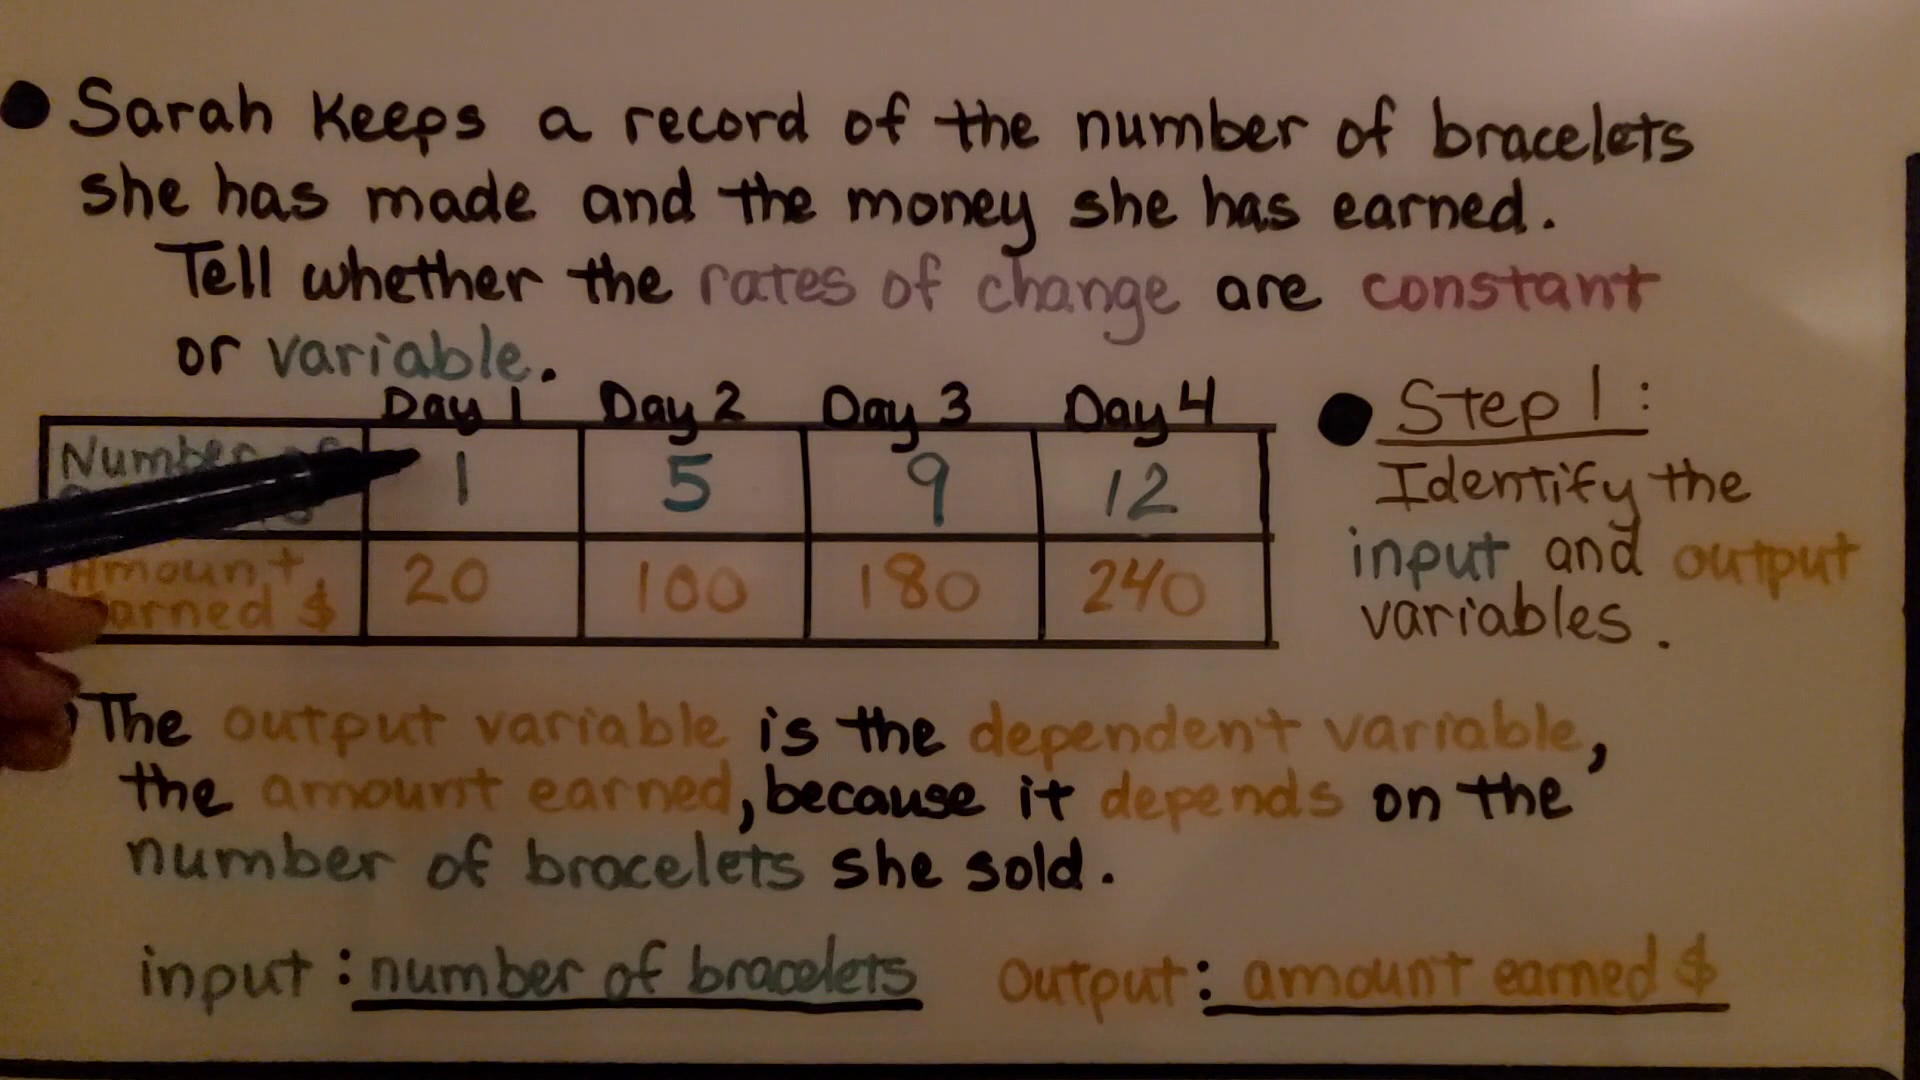 Sarah keeps a record of the number of bracelets
she has made and the money she has earned.
Tell whether the rates of change are constant
or variable.
Day 1 Day 2 Day 3 Day 4
Number 1 5 9 12
Amount 20 100 180 240
Earned $
Step 1:
Identify the
input and output
variables.
The output variable is the dependent variable,
the amount earned, because it depends on the
number of bracelets she sold.
input: number of bracelets output: amount earned $